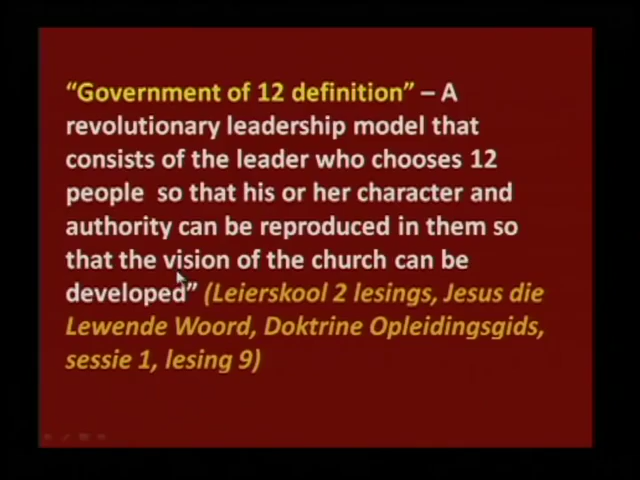 “Government of 12 definition” – A
revolutionary leadership model that
consists of the leader who chooses 12
people so that his or her character and
authority can be reproduced in them so
that the vision of the church can be
developed” (Leierskool 2 lesings, Jesus die
Lewende Woord, Doktrine Opleidingsgids,
sessie 1, lesing 9)